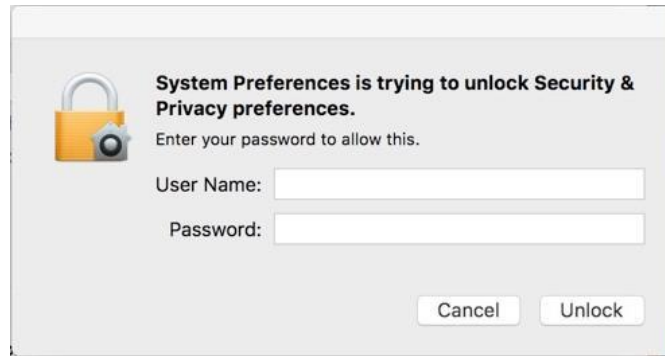 System Preferences is trying to unlock Security &
Privacy preferences.
Enter your password to allow this.
User Name:
Password:
Cancel
Unlock